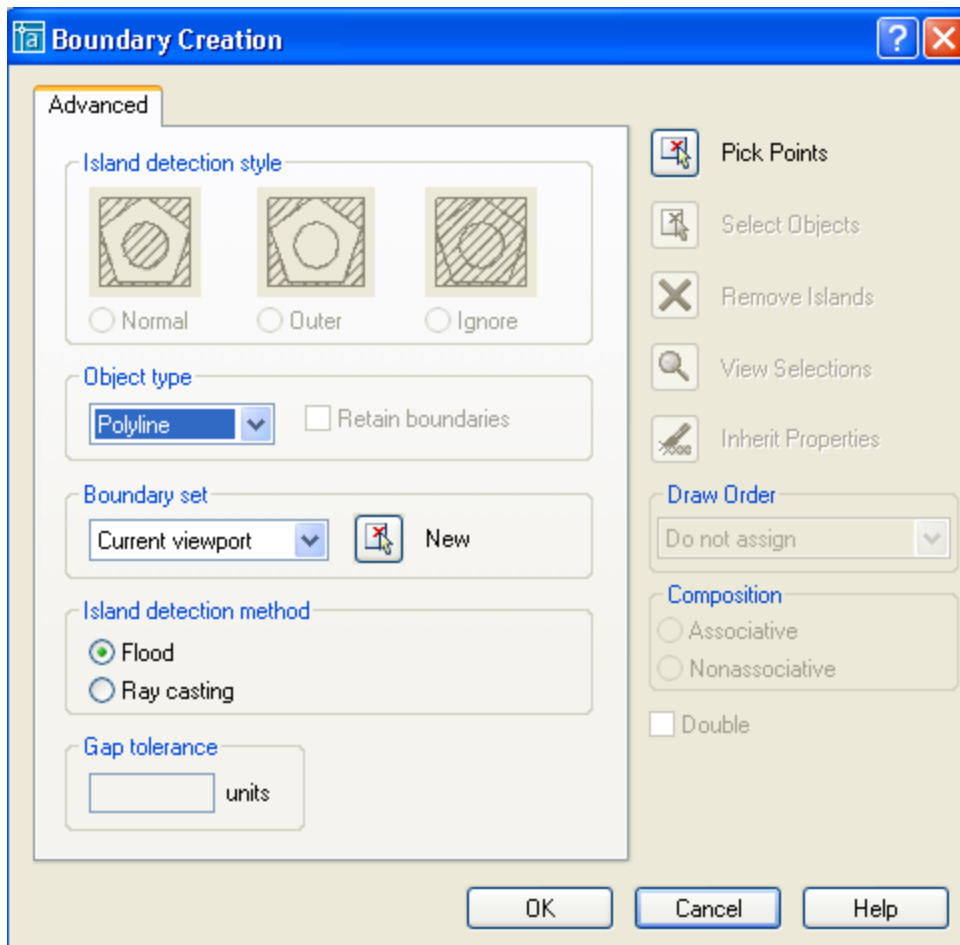 Boundary Creation
Advanced
Island detection style
Normal
Outer
Ignore
Object type
Polyline
Retain boundaries
Boundary set
Current viewport
New
Island detection method
Flood
Ray casting
Gap tolerance
units
Pick Points
Select Objects
Remove Islands
View Selections
Inherit Properties
Draw Order
Do not assign
Composition
Associative
Nonassociative
Double
OK
Cancel
Help